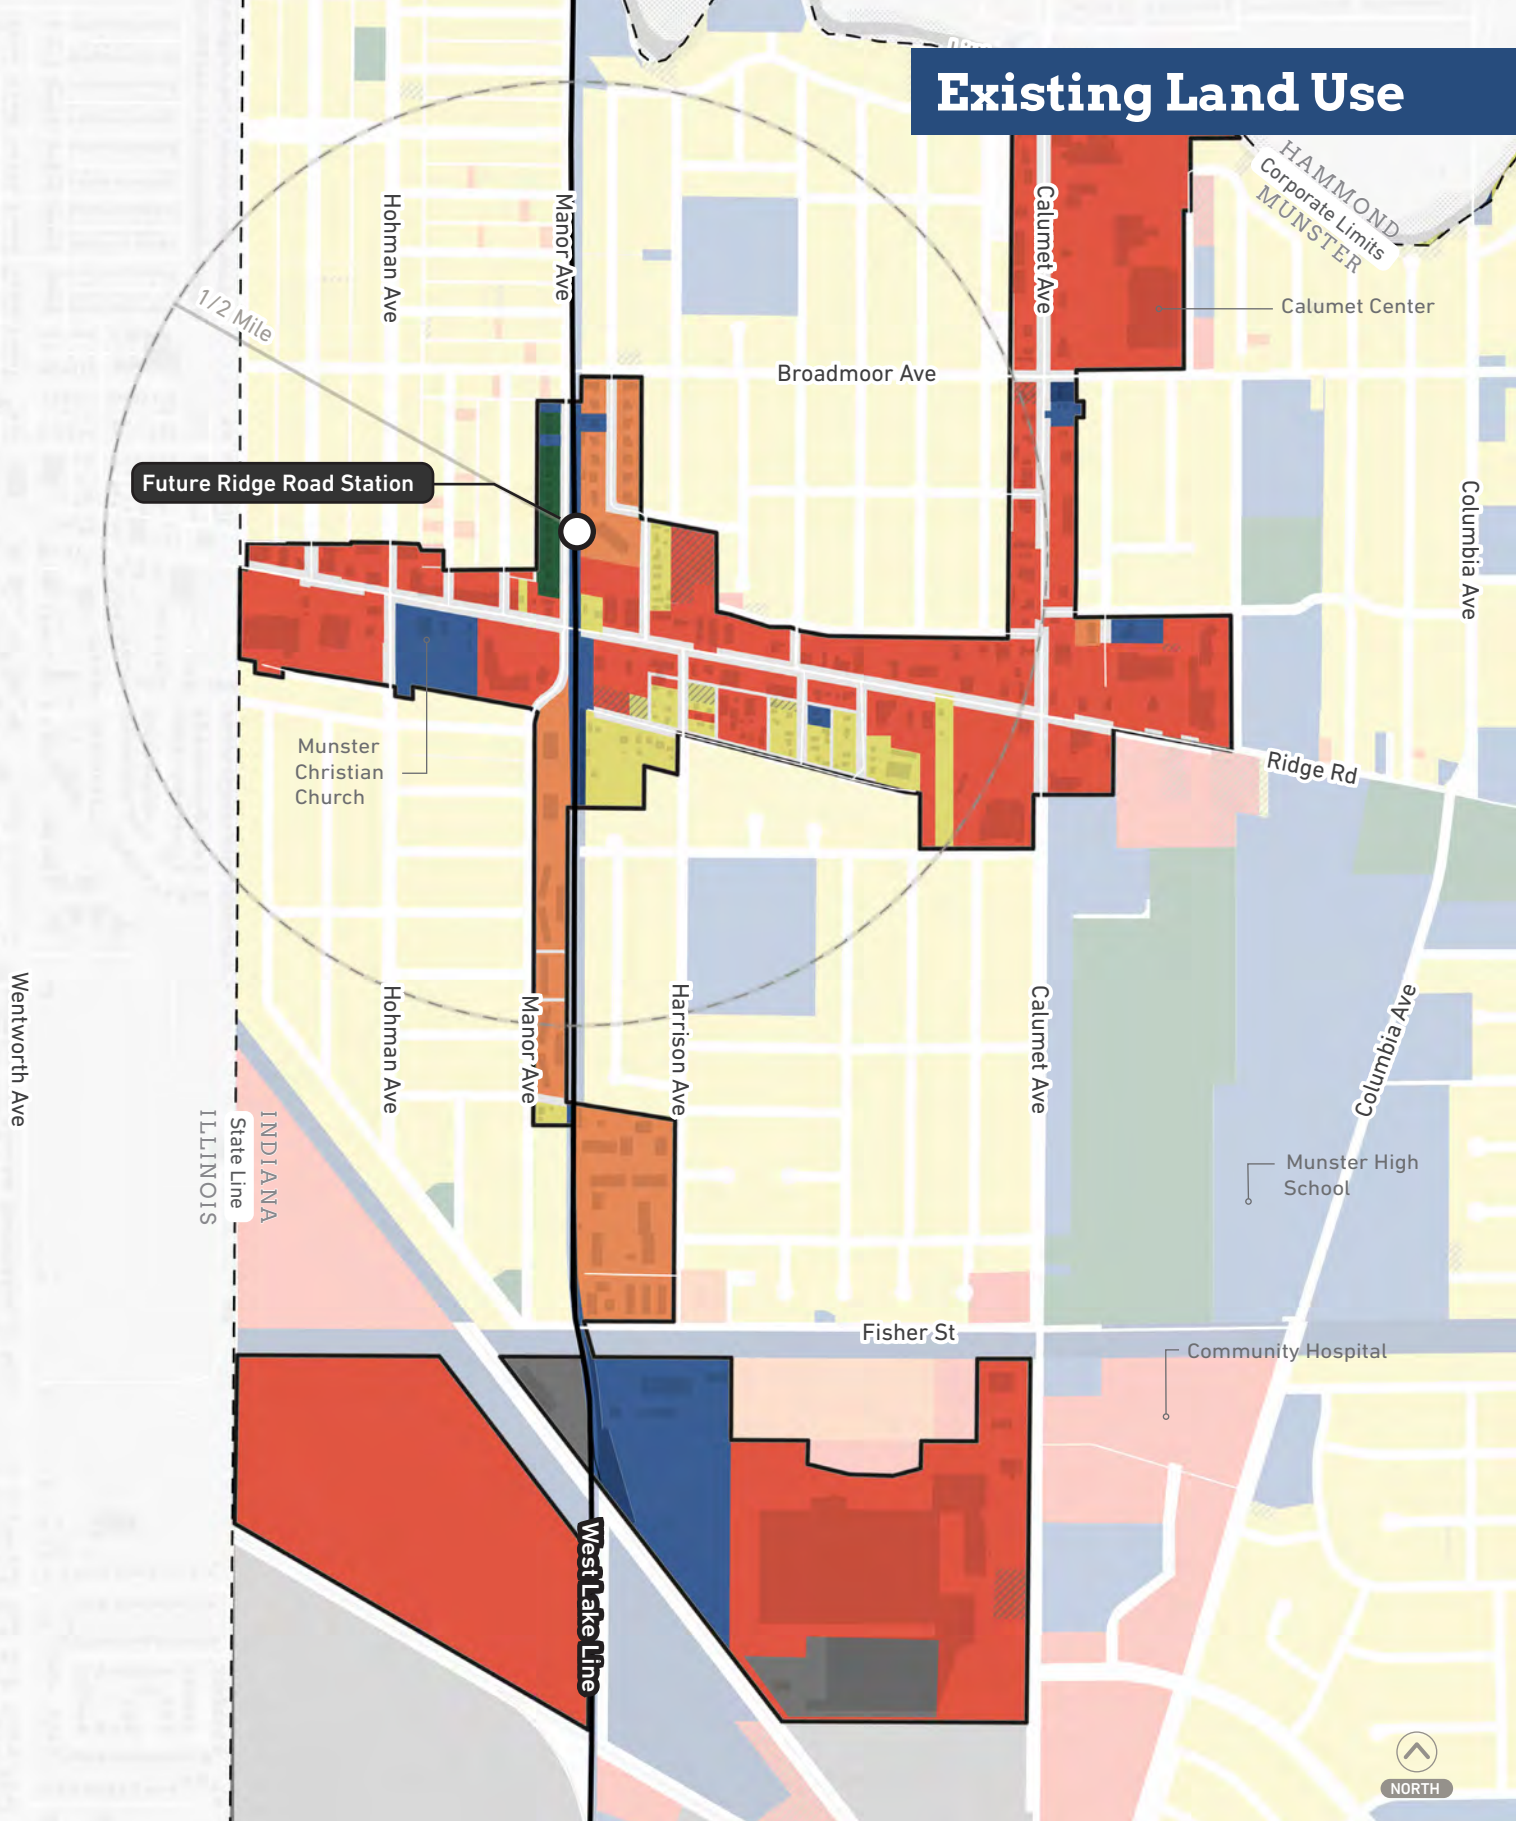 Existing Land Use
HAMMOND
Corporate Limits
MUNSTER
Hohman Ave
Manor Ave
Calumet Ave
1/2 Mile
Calumet Center
Broadmoor Ave
Future Ridge Road Station
Columbia Ave
Munster
Christian
Church
Ridge Rd
Wentworth Ave
Hohman Ave
Manor Ave
Harrison Ave
Calumet Ave
Columbia Ave
ILLINOIS
State Line
INDIANA
Munster High
School
Fisher St
Community Hospital
West Lake Line
NORTH